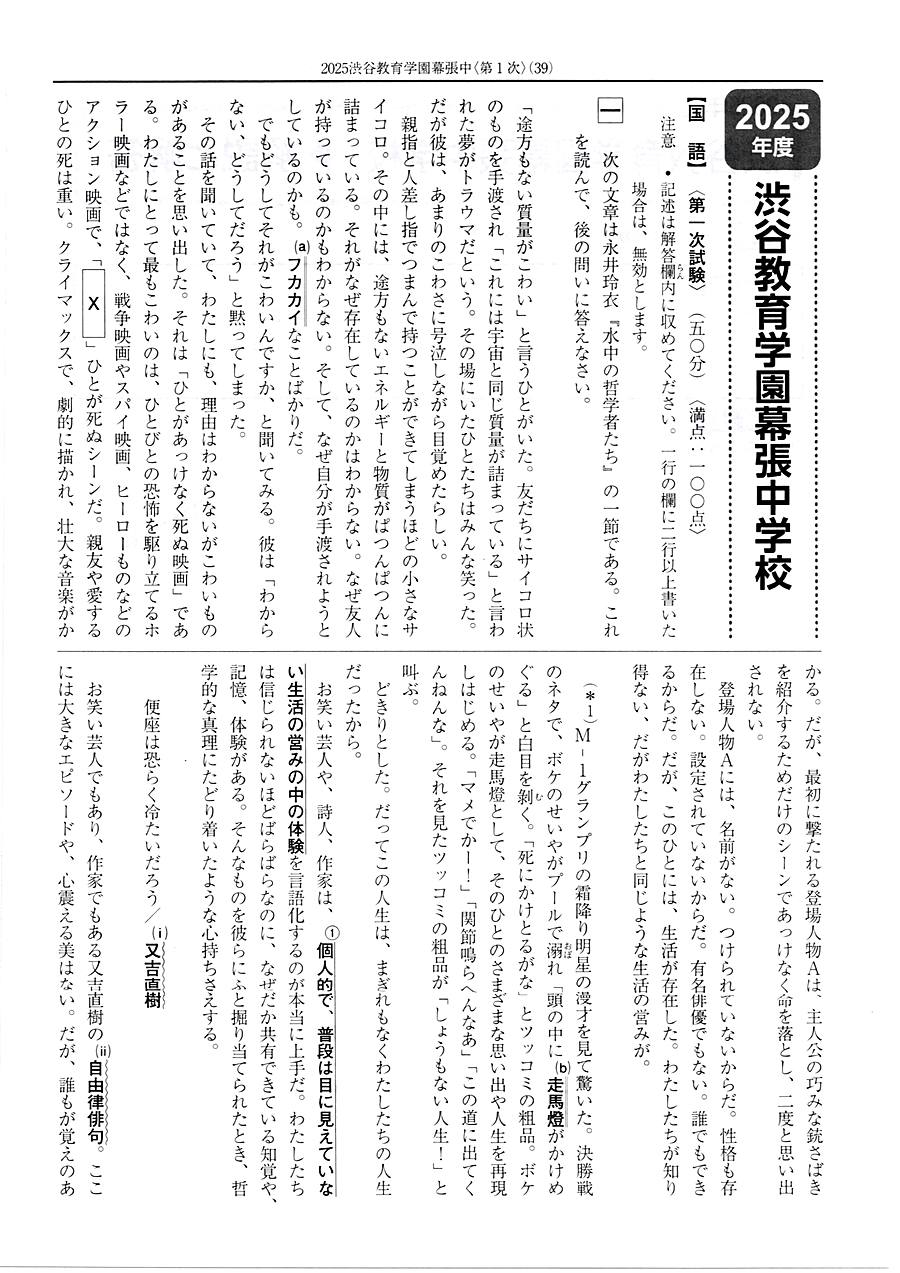 2025渋谷教育学園幕張中〈第1次〉(39)
2025年度
渋谷教育学園幕張中学校
【国語】〈第一次試験〉(五〇分)〈満点:一〇〇点〉
注意 ・記述は解答欄内に収めてください。一行の欄に二行以上書いた
場合は、無効とします。
一 次の文章は永井玲衣『水中の哲学者たち』の一節である。これ
を読んで、後の問いに答えなさい。
「途方もない質量がこわい」と言うひとがいた。友だちにサイコロ状
のものを手渡され「これには宇宙と同じ質量が詰まっている」と言わ
れた夢がトラウマだという。その場にいたひとたちはみんな笑った。
だが彼は、あまりのこわさに号泣しながら目覚めたらしい。
親指と人差し指でつまんで持つことができてしまうほどの小さなサ
イコロ。その中には、途方もないエネルギーと物質がぱつんぱつんに
詰まっている。それがなぜ存在しているのかはわからない。なぜ友人
が持っているのかもわからない。そして、なぜ自分が手渡されようと
しているのかも。(a)フカカイなことばかりだ。
でもどうしてそれがこわいんですか、と聞いてみる。彼は「わから
ない、どうしてだろう」と黙ってしまった。
その話を聞いていて、わたしにも、理由はわからないがこわいもの
があることを思い出した。それは「ひとがあっけなく死ぬ映画」であ
る。わたしにとって最もこわいのは、ひとびとの恐怖を駆り立てるホ
ラー映画などではなく、戦争映画やスパイ映画、ヒーローものなどの
アクション映画で、「X」ひとが死ぬシーンだ。親友や愛する
ひとの死は重い。クライマックスで、劇的に描かれ、壮大な音楽がか
かる。だが、最初に撃たれる登場人物Aは、主人公の巧みな銃さばき
を紹介するためだけのシーンであっけなく命を落とし、二度と思い出
されない。
登場人物Aには、名前がない。つけられていないからだ。性格も存
在しない。設定されていないからだ。有名俳優でもない。誰でもでき
るからだ。だが、このひとには、生活が存在した。わたしたちが知り
得ない、だがわたしたちと同じような生活の営みが。
(*1)M-1グランプリの霜降り明星の漫才を見て驚いた。決勝戦
のネタで、ボケのせいやがプールで溺れ「頭の中に(b)走馬燈がかけめ
ぐる」と白目を剝く。「死にかけとるがな」とツッコミの粗品。ボケ
のせいやが走馬燈として、そのひとのさまざまな思い出や人生を再現
しはじめる。「マメでかー!」「関節鳴らへんなあ」「この道に出てく
んねんな」。それを見たツッコミの粗品が「しょうもない人生!」と
叫ぶ。
どきりとした。だってこの人生は、まぎれもなくわたしたちの人生
だったから。
お笑い芸人や、詩人、作家は、①個人的で、普段は目に見えていな
い生活の営みの中の体験を言語化するのが本当に上手だ。わたしたち
は信じられないほどばらばらなのに、なぜだか共有できている知覚や、
記憶、体験がある。そんなものを彼らにふと掘り当てられたとき、哲
学的な真理にたどり着いたような心持ちさえする。
便座は恐らく冷たいだろう/(i)又吉直樹
お笑い芸人でもあり、作家でもある又吉直樹の(ii)自由律俳句。ここ
には大きなエピソードや、心震える美はない。だが、誰もが覚えのあ